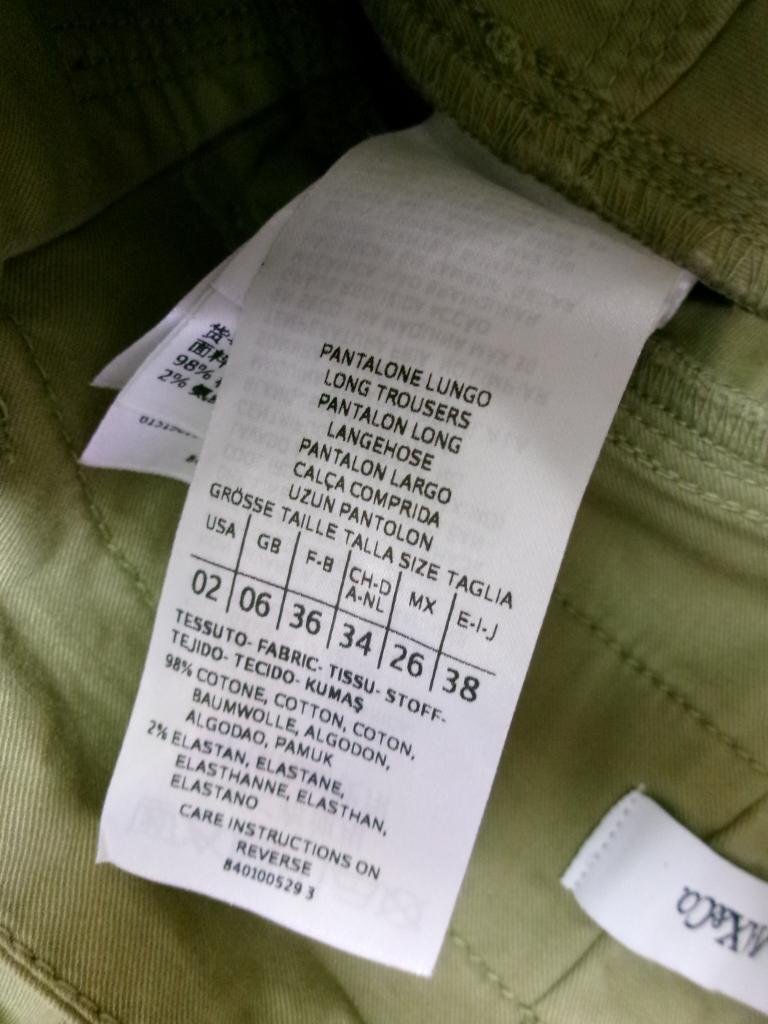 PANTALONE LUNGO
LONG TROUSERS
PANTALON LONG
LANGEHOSE
PANTALON LARGO
CALÇA COMPRIDA
UZUN PANTOLON
GRÖSSE TAILLE TALLA SIZE TAGLIA
USA GB F-B CH-D A-NL MX E-I-J
02 06 36 34 26 38
TESSUTO- FABRIC- TISSU- STOFF-
TEJIDO- TECIDO- KUMAŞ
98% COTONE, COTTON, COTON,
BAUMWOLLE, ALGODON,
ALGODAO, PAMUK
2% ELASTAN, ELASTANE,
ELASTHANNE, ELASTHAN,
ELASTANO
CARE INSTRUCTIONS ON
REVERSE
840100529 3
面料
98%
2%
X&Co